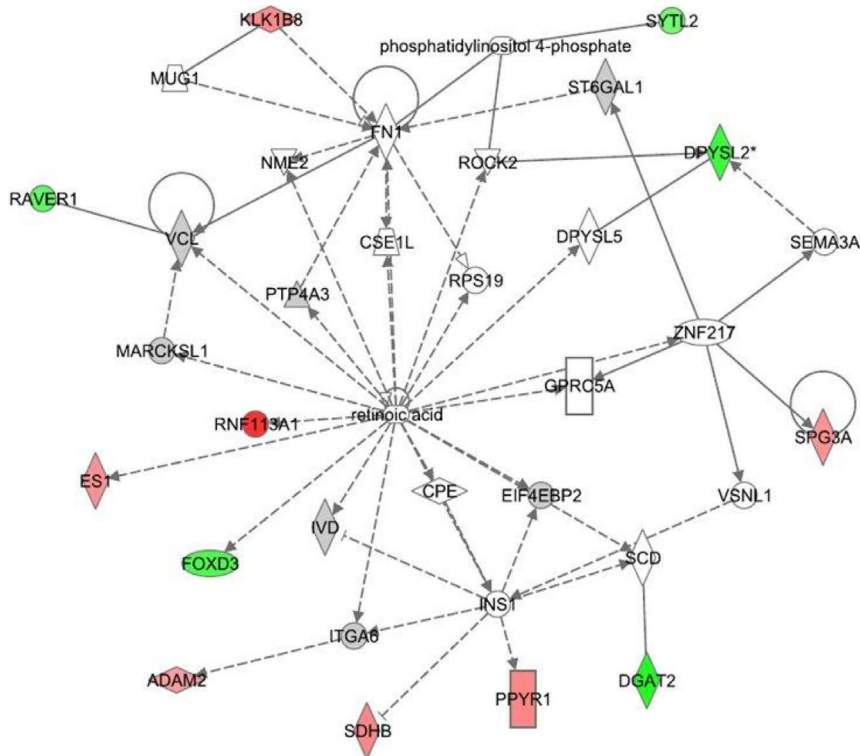 KLK1B8
SYTL2
phosphatidylinositol 4-phosphate
MUG1
ST6GAL1
FN1
NME2
ROCK2
DPYSL2*
RAVER1
VCL
CSE1L
DPYSL5
SEMA3A
RPS19
PTP4A3
MARCKSL1
ZNF217
GPRC5A
retinoic acid
RNF113A1
SPG3A
ES1
CPE
EIF4EBP2
VSNL1
IVD
FOXD3
SCD
INS1
ITGA6
ADAM2
PPYR1
DGAT2
SDHB